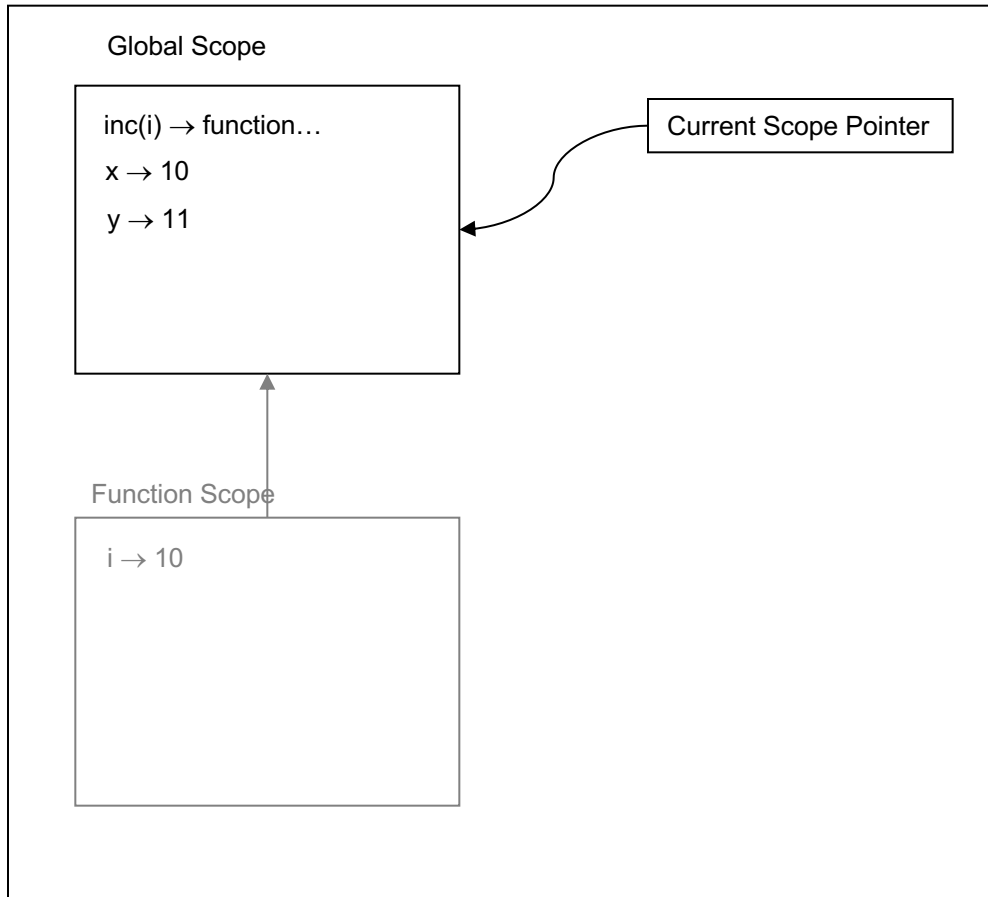 Global Scope
inc(i) → function…
Current Scope Pointer
x → 10
y → 11
Function Scope
i → 10